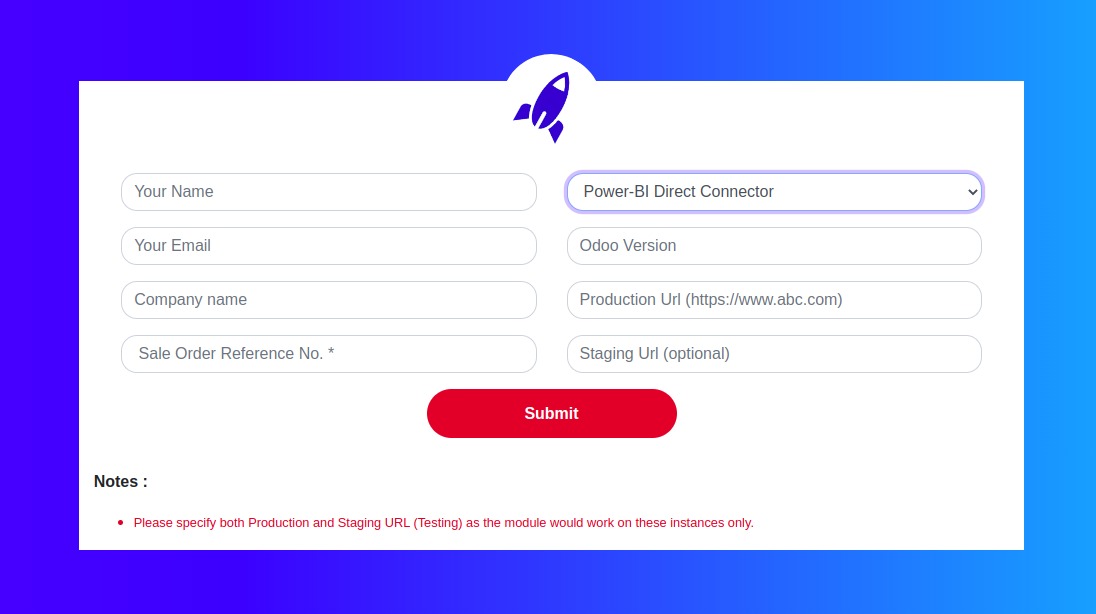 Your Name
Power-BI Direct Connector
Your Email
Odoo Version
Company name
Production Url (https://www.abc.com)
Sale Order Reference No. *
Staging Url (optional)
Submit
Notes :
Please specify both Production and Staging URL (Testing) as the module would work on these instances only.